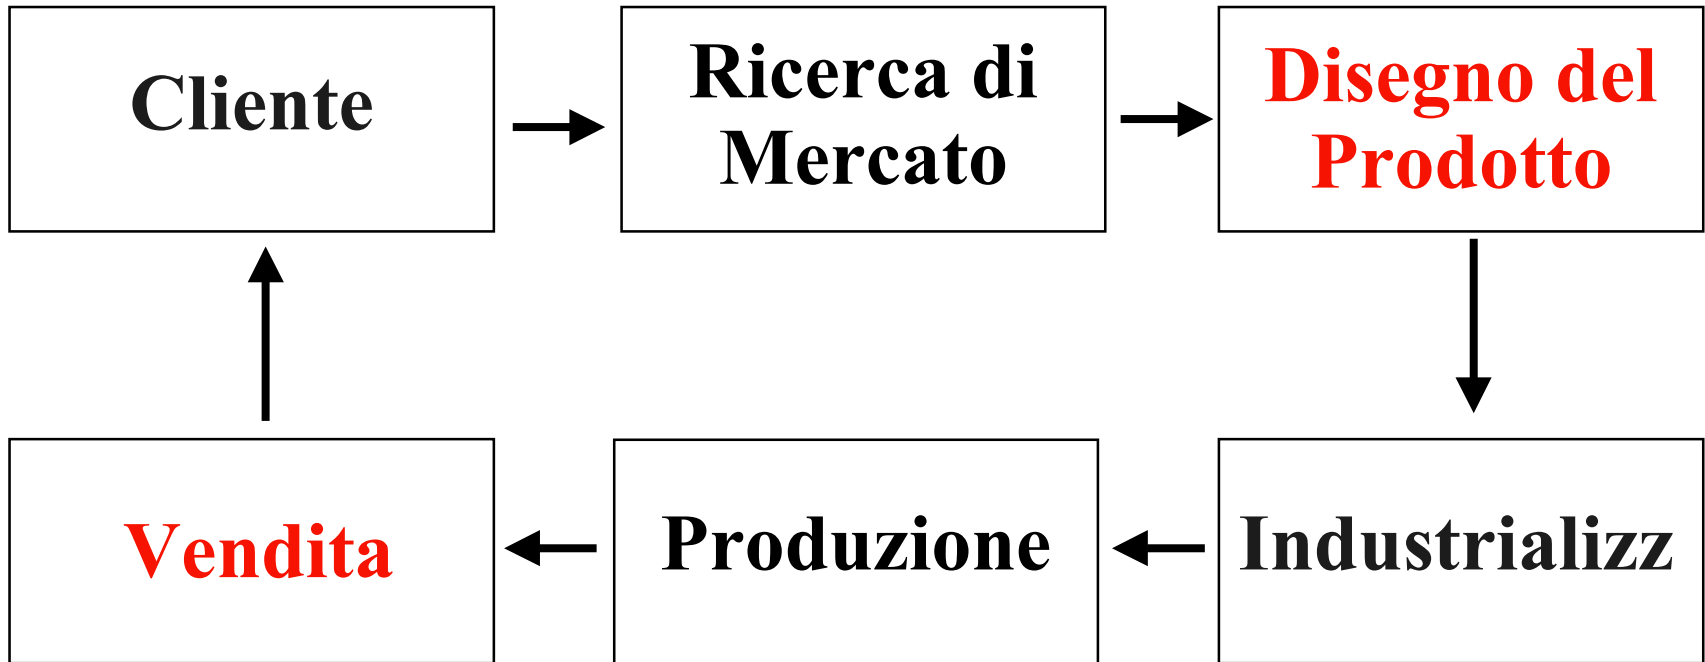 Cliente
Ricerca di
Mercato
Disegno del
Prodotto
Vendita
Produzione
Industrializz